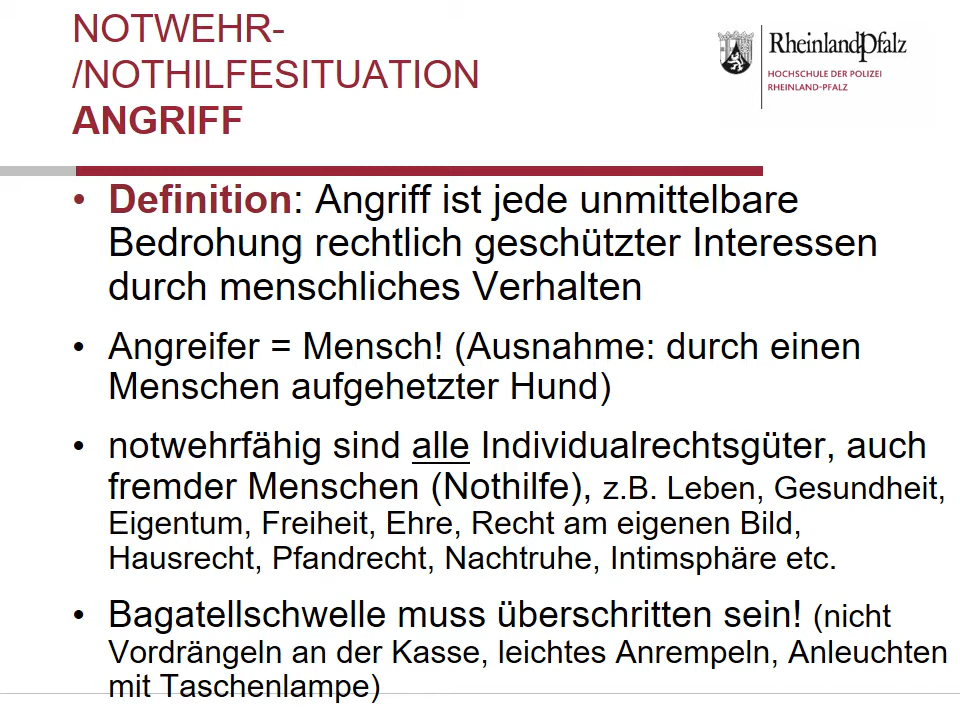 NOTWEHR-
/NOTHILFESITUATION
ANGRIFF
RheinlandPfalz
HOCHSCHULE DER POLIZEI
RHEINLAND-PFALZ
• Definition: Angriff ist jede unmittelbare
Bedrohung rechtlich geschützter Interessen
durch menschliches Verhalten
• Angreifer = Mensch! (Ausnahme: durch einen
Menschen aufgehetzter Hund)
• notwehrfähig sind alle Individualrechtsgüter, auch
fremder Menschen (Nothilfe), z.B. Leben, Gesundheit,
Eigentum, Freiheit, Ehre, Recht am eigenen Bild,
Hausrecht, Pfandrecht, Nachtruhe, Intimsphäre etc.
• Bagatellschwelle muss überschritten sein! (nicht
Vordrängeln an der Kasse, leichtes Anrempeln, Anleuchten
mit Taschenlampe)